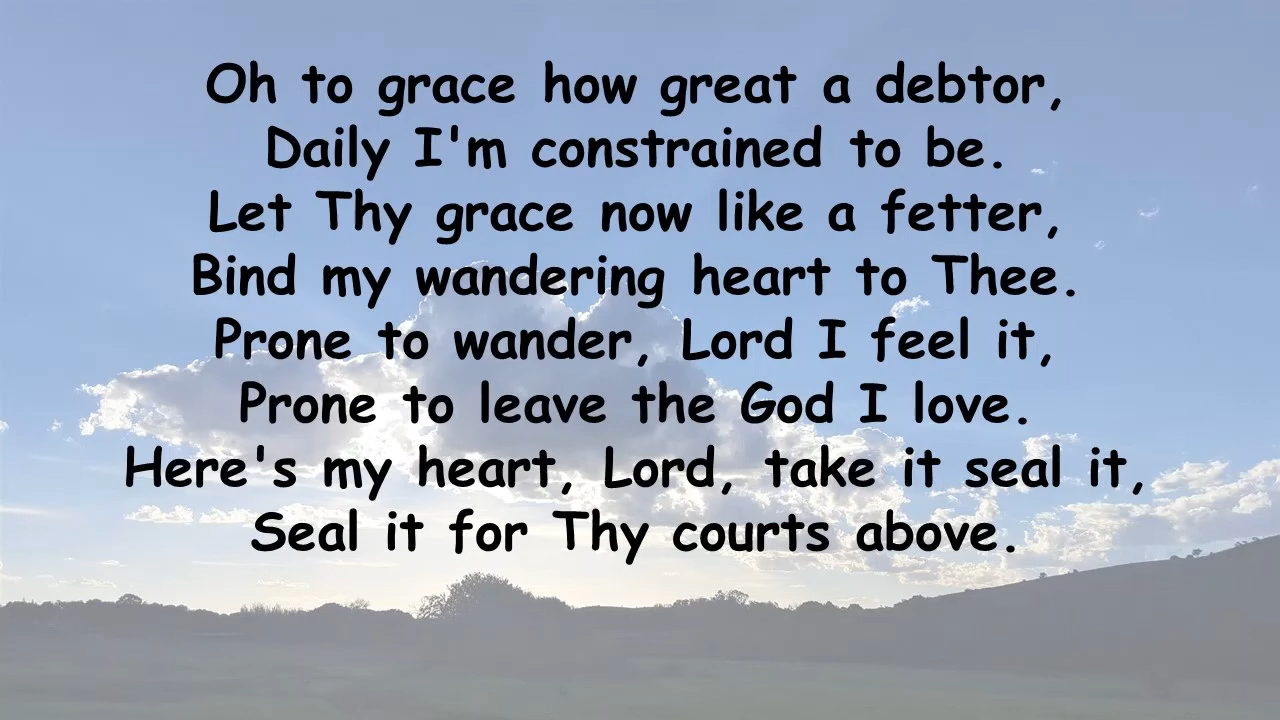 Oh to grace how great a debtor,
Daily I'm constrained to be.
Let Thy grace now like a fetter,
Bind my wandering heart to Thee.
Prone to wander, Lord I feel it,
Prone to leave the God I love.
Here's my heart, Lord, take it seal it,
Seal it for Thy courts above.